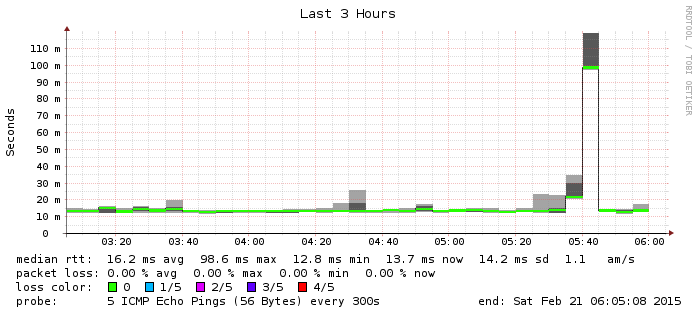 Last 3 Hours
RRDTOOL / TOBI OETIKER
Seconds
110 m
100 m
90 m
80 m
70 m
60 m
50 m
40 m
30 m
20 m
10 m
0
03:20 03:40 04:00 04:20 04:40 05:00 05:20 05:40 06:00
median rtt: 16.2 ms avg 98.6 ms max 12.8 ms min 13.7 ms now 14.2 ms sd 1.1 am/s
packet loss: 0.00 % avg 0.00 % max 0.00 % min 0.00 % now
loss color: 0 1/5 2/5 3/5 4/5
probe: 5 ICMP Echo Pings (56 Bytes) every 300s end: Sat Feb 21 06:05:08 2015